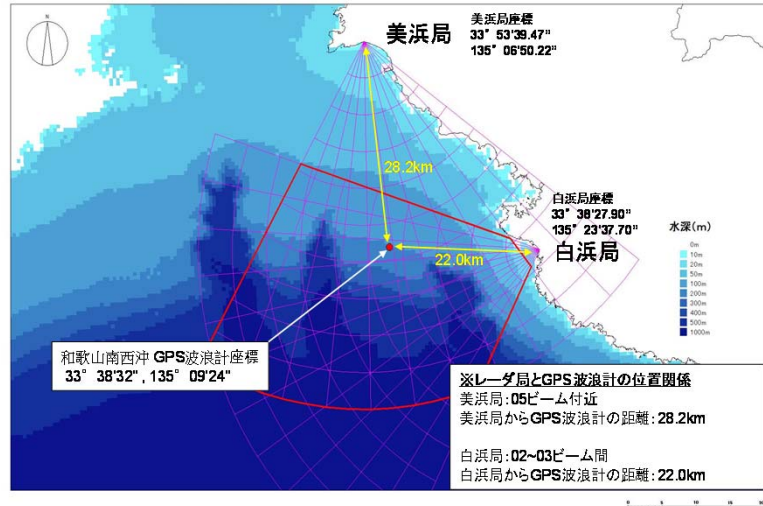 美浜局
美浜局座標
33° 53'39.47"
135° 06'50.22"
28.2km
白浜局座標
33° 38'27.90"
135° 23'37.70"
白浜局
22.0km
水深(m)
0m
10m
20m
50m
100m
200m
300m
400m
500m
1000m
和歌山南西沖 GPS波浪計座標
33° 38'32" , 135° 09'24"
※レーダ局とGPS波浪計の位置関係
美浜局:05ビーム付近
美浜局からGPS波浪計の距離:28.2km
白浜局:02~03ビーム間
白浜局からGPS波浪計の距離:22.0km